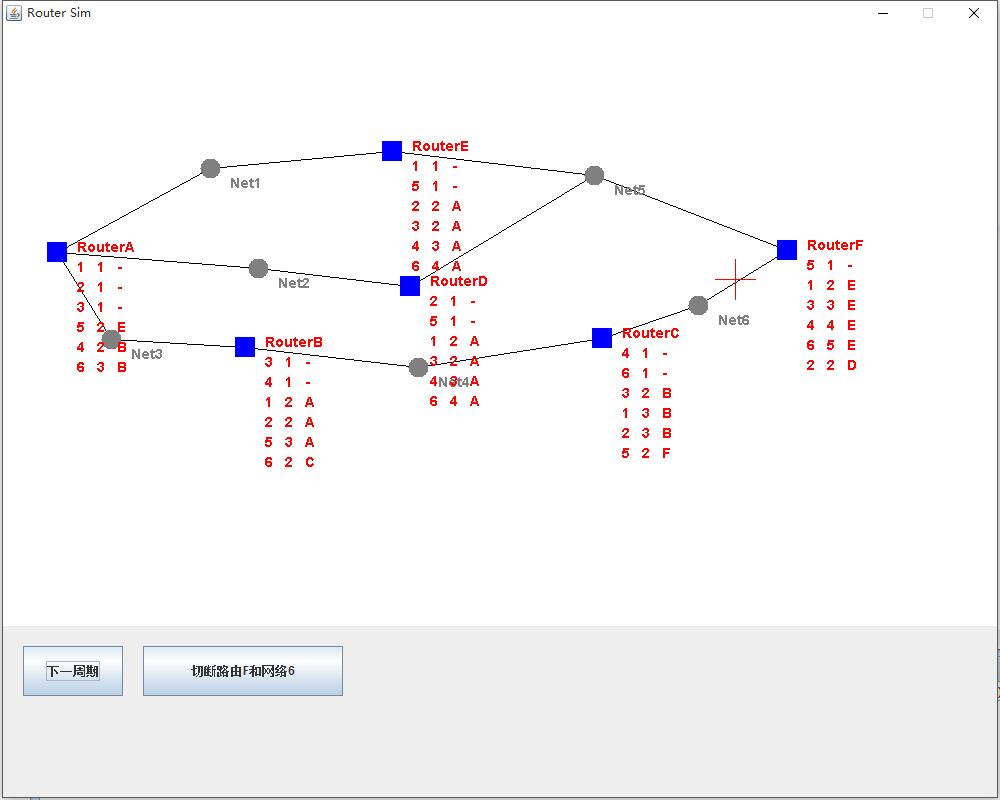 Router Sim
RouterE
1 1 -
5 1 -
2 2 A
3 2 A
4 3 A
6 4 A
Net1
Net5
RouterA
1 1 -
2 1 -
3 1 -
5 2 E
4 2 B
6 3 B
Net2
Net3
RouterD
2 1 -
5 1 -
1 2 A
3 2 A
4 3 A
6 4 A
RouterF
5 1 -
1 2 E
3 3 E
4 4 E
6 5 E
2 2 D
Net6
RouterB
3 1 -
4 1 -
1 2 A
2 2 A
5 3 A
6 2 C
Net4
RouterC
4 1 -
6 1 -
3 2 B
1 3 B
2 3 B
5 2 F
下一周期
切断路由F和网络6